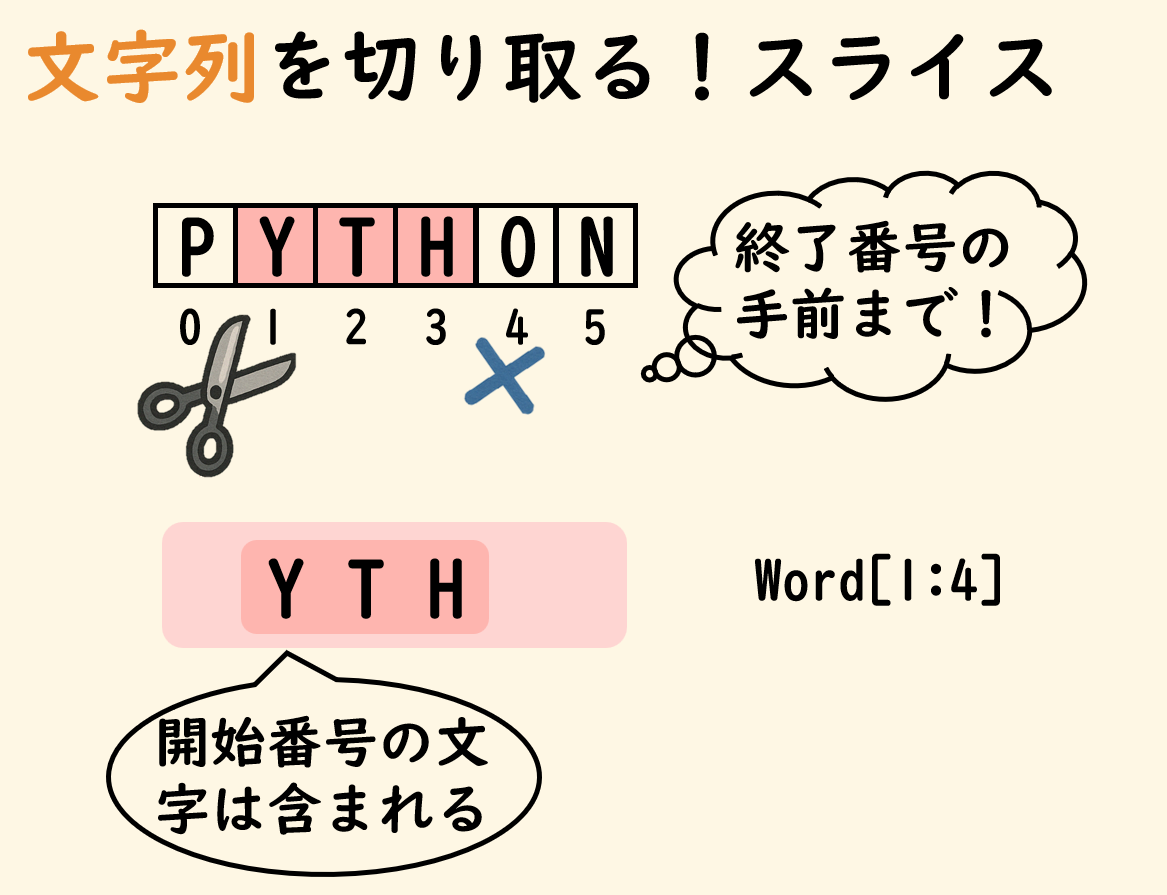 文字列を切り取る！スライス
P Y T H O N
0 1 2 3 4 5
終了番号の
手前まで！
Y T H
Word[1:4]
開始番号の文
字は含まれる